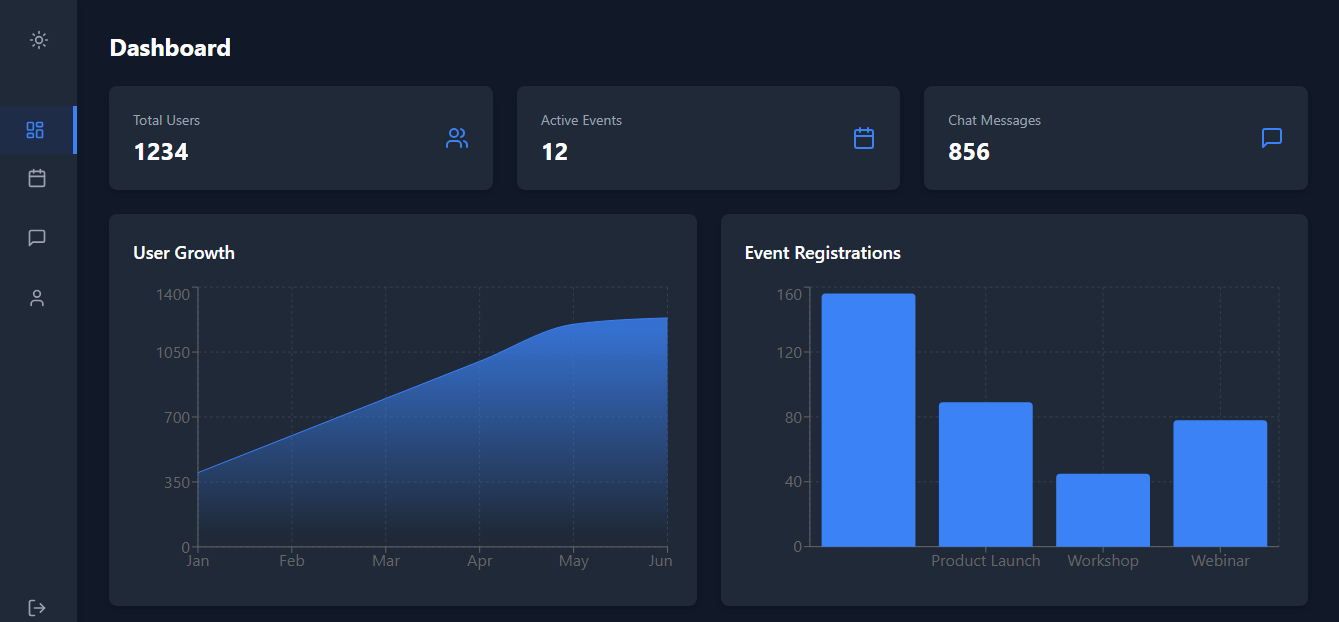 Dashboard
Total Users
1234
Active Events
12
Chat Messages
856
User Growth
1400
1050
700
350
0
Jan Feb Mar Apr May Jun
Event Registrations
160
120
80
40
0
Product Launch Workshop Webinar